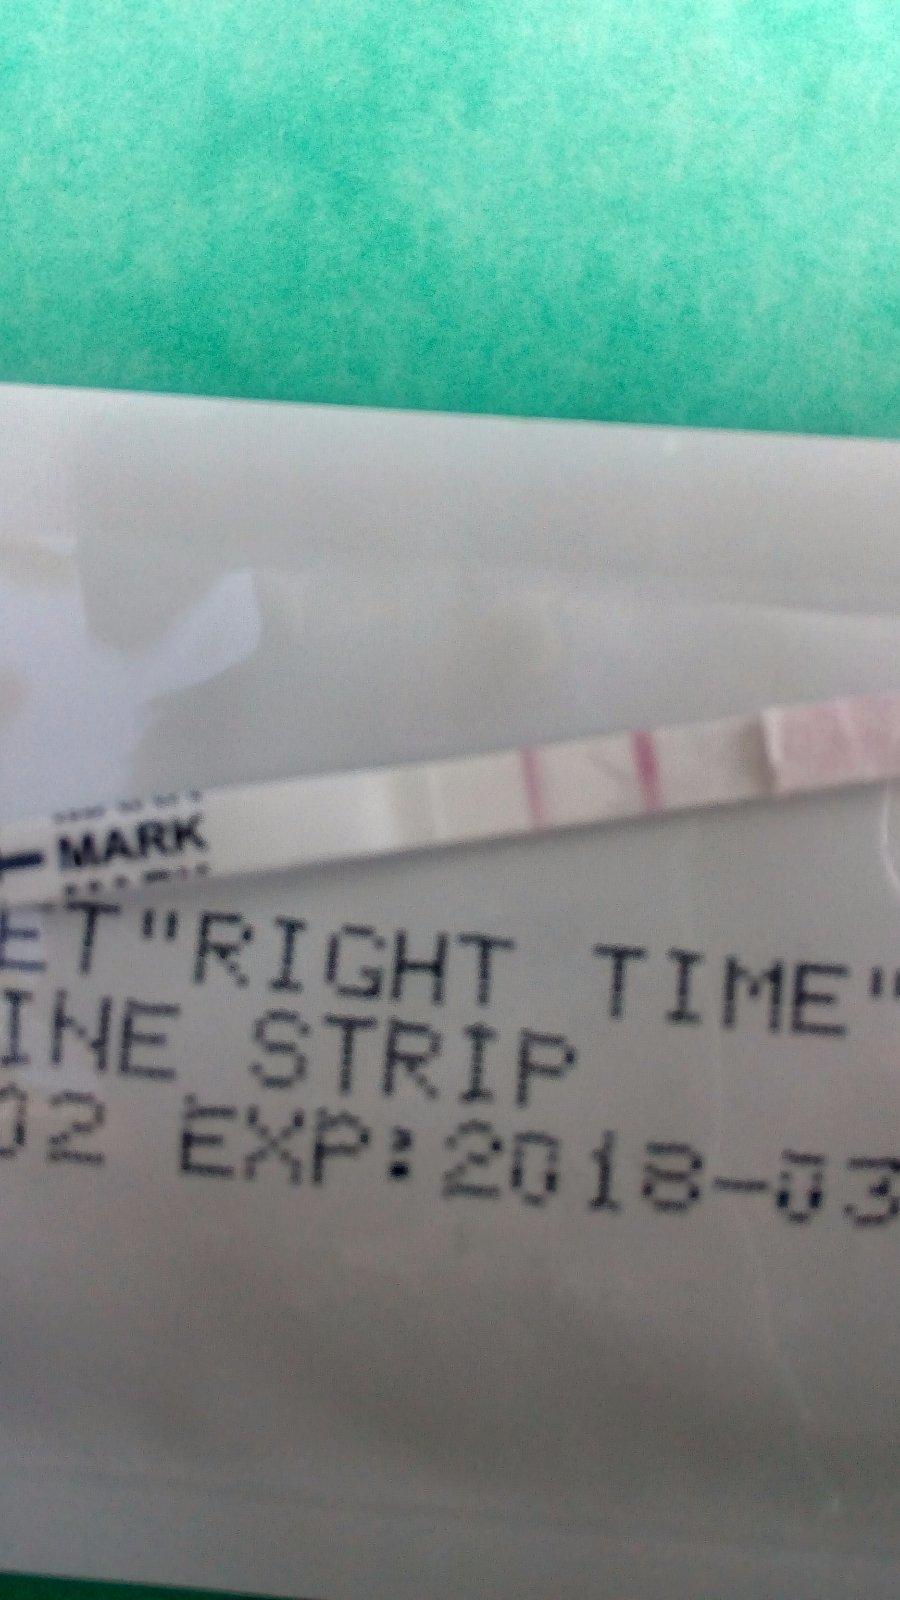 MARK
ET"RIGHT TIME"
INE STRIP
02 EXP:2018-03